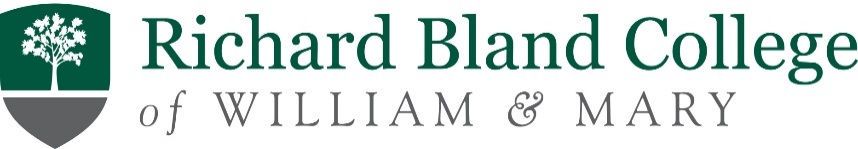 Richard Bland College
of WILLIAM & MARY